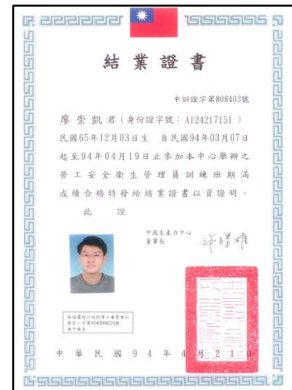 結業證書
中訓證字第808403號
廖崇凱君(身份證字號:A124217151)
民國65年12月03日生 自民國94年03月07日
起至94年04月19日止參加本中心舉辦之
勞工安全衛生管理員訓練班期滿
成績合格特發給結業證書以資證明。
此 證
中國生產力中心
董事長
中華民國94年4月21日